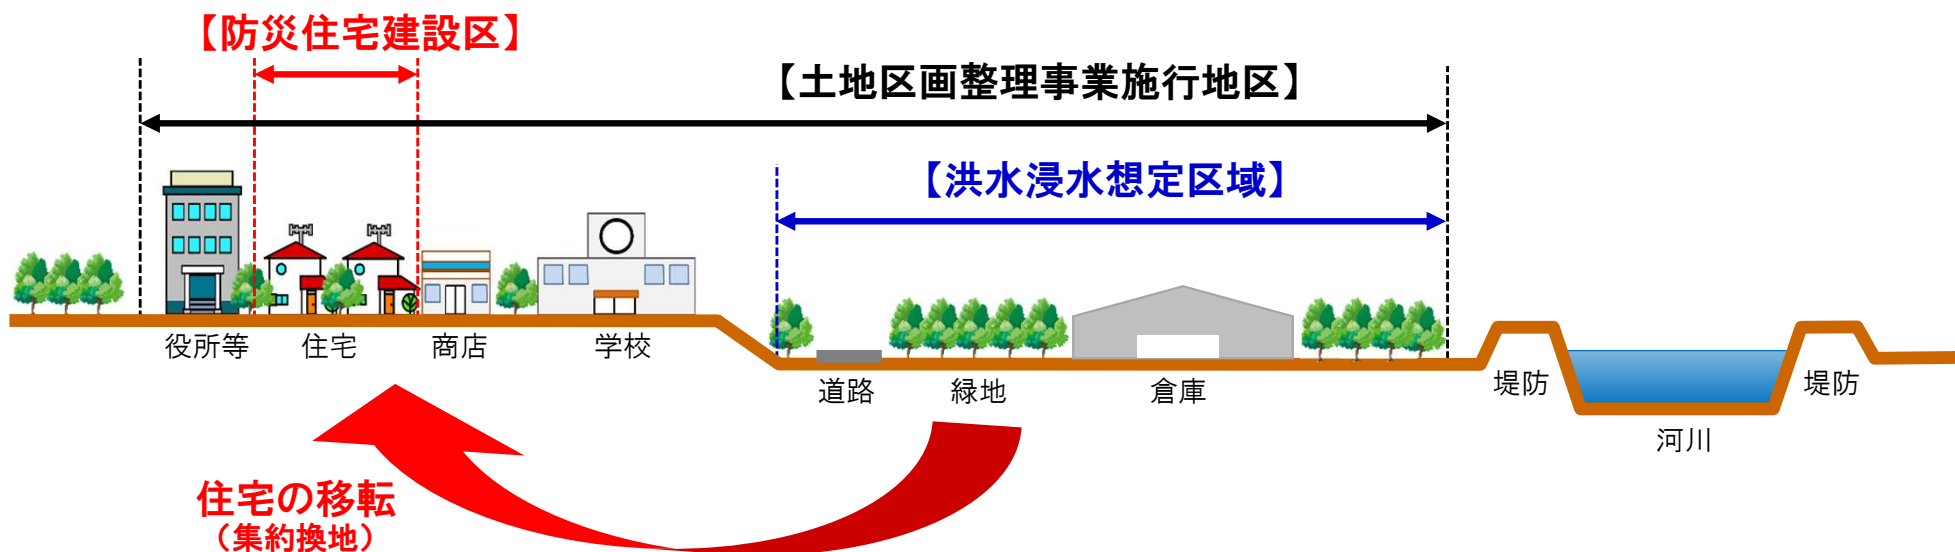 【防災住宅建設区】
【土地区画整理事業施行地区】
【洪水浸水想定区域】
役所等
住宅
商店
学校
道路
緑地
倉庫
堤防
堤防
河川
住宅の移転
（集約換地）